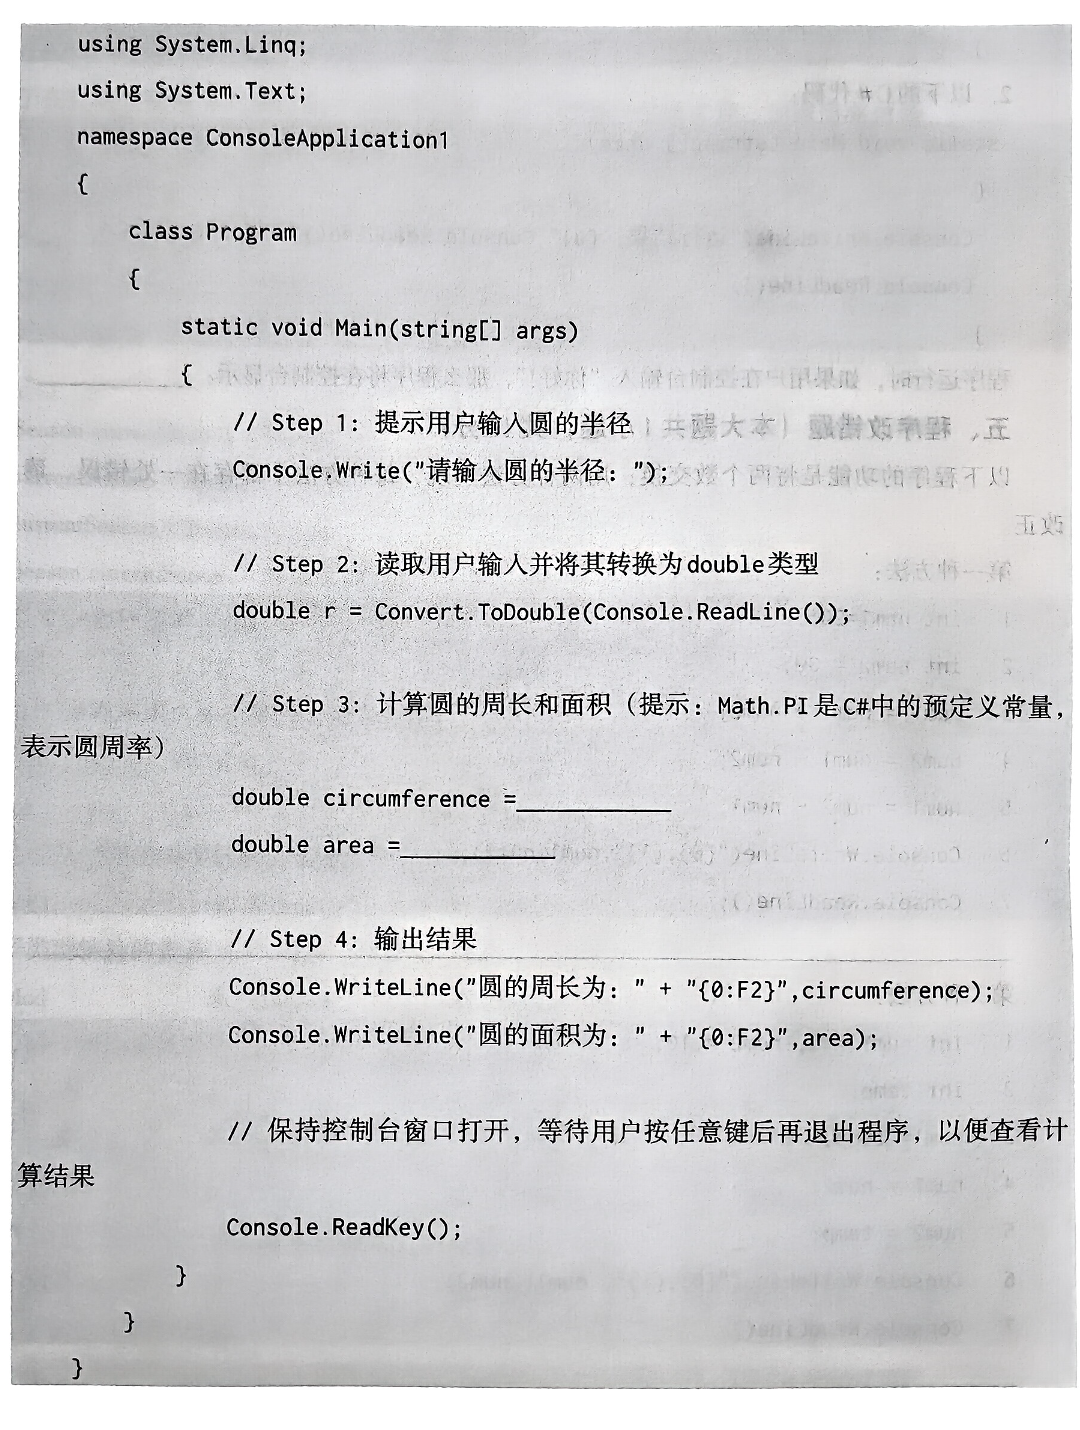 using System.Linq;
using System.Text;
namespace ConsoleApplication1
{
class Program
{
static void Main(string[] args)
{
// Step 1: 提示用户输入圆的半径
Console.Write("请输入圆的半径: ");
// Step 2: 读取用户输入并将其转换为double类型
double r = Convert.ToDouble(Console.ReadLine());
// Step 3: 计算圆的周长和面积（提示: Math.PI是C#中的预定义常量,
表示圆周率）
double circumference =____________
double area =____________
// Step 4: 输出结果
Console.WriteLine("圆的周长为: " + "{0:F2}",circumference);
Console.WriteLine("圆的面积为: " + "{0:F2}",area);
// 保持控制台窗口打开，等待用户按任意键后再退出程序，以便查看计
算结果
Console.ReadKey();
}
}
}